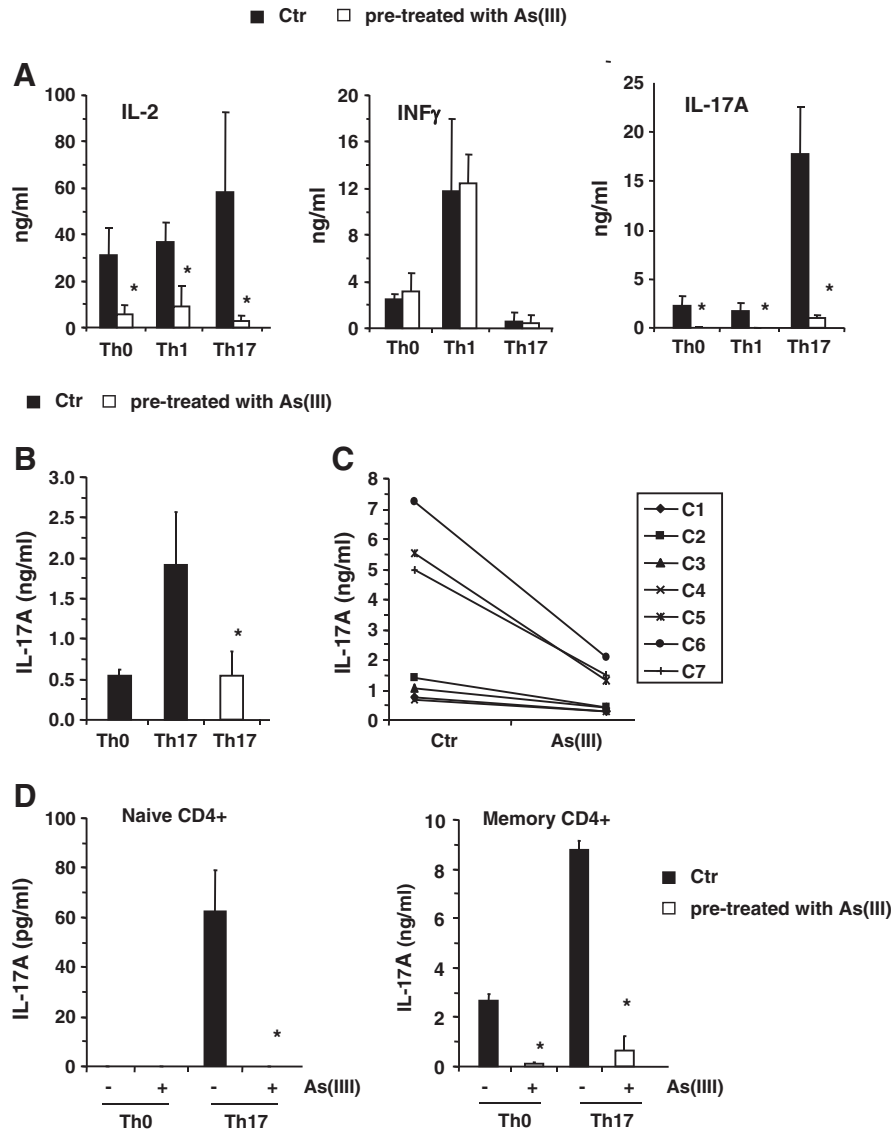 Ctr pre-treated with As(III)
A
IL-2
100
80
60
40
20
0
ng/ml
* * *
Th0 Th1 Th17
INFγ
20
16
12
8
4
0
ng/ml
Th0 Th1 Th17
IL-17A
25
20
15
10
5
0
ng/ml
* * *
Th0 Th1 Th17
Ctr pre-treated with As(III)
B
3.0
2.5
2.0
1.5
1.0
0.5
0.0
IL-17A (ng/ml)
*
Th0 Th17 Th17
C
8
7
6
5
4
3
2
1
0
IL-17A (ng/ml)
Ctr As(III)
C1
C2
C3
C4
C5
C6
C7
D
Naive CD4+
100
80
60
40
20
0
IL-17A (pg/ml)
*
- + - + As(IIII)
Th0 Th17
Memory CD4+
10
8
6
4
2
0
IL-17A (ng/ml)
* *
- + - + As(IIII)
Th0 Th17
Ctr
pre-treated with As(III)